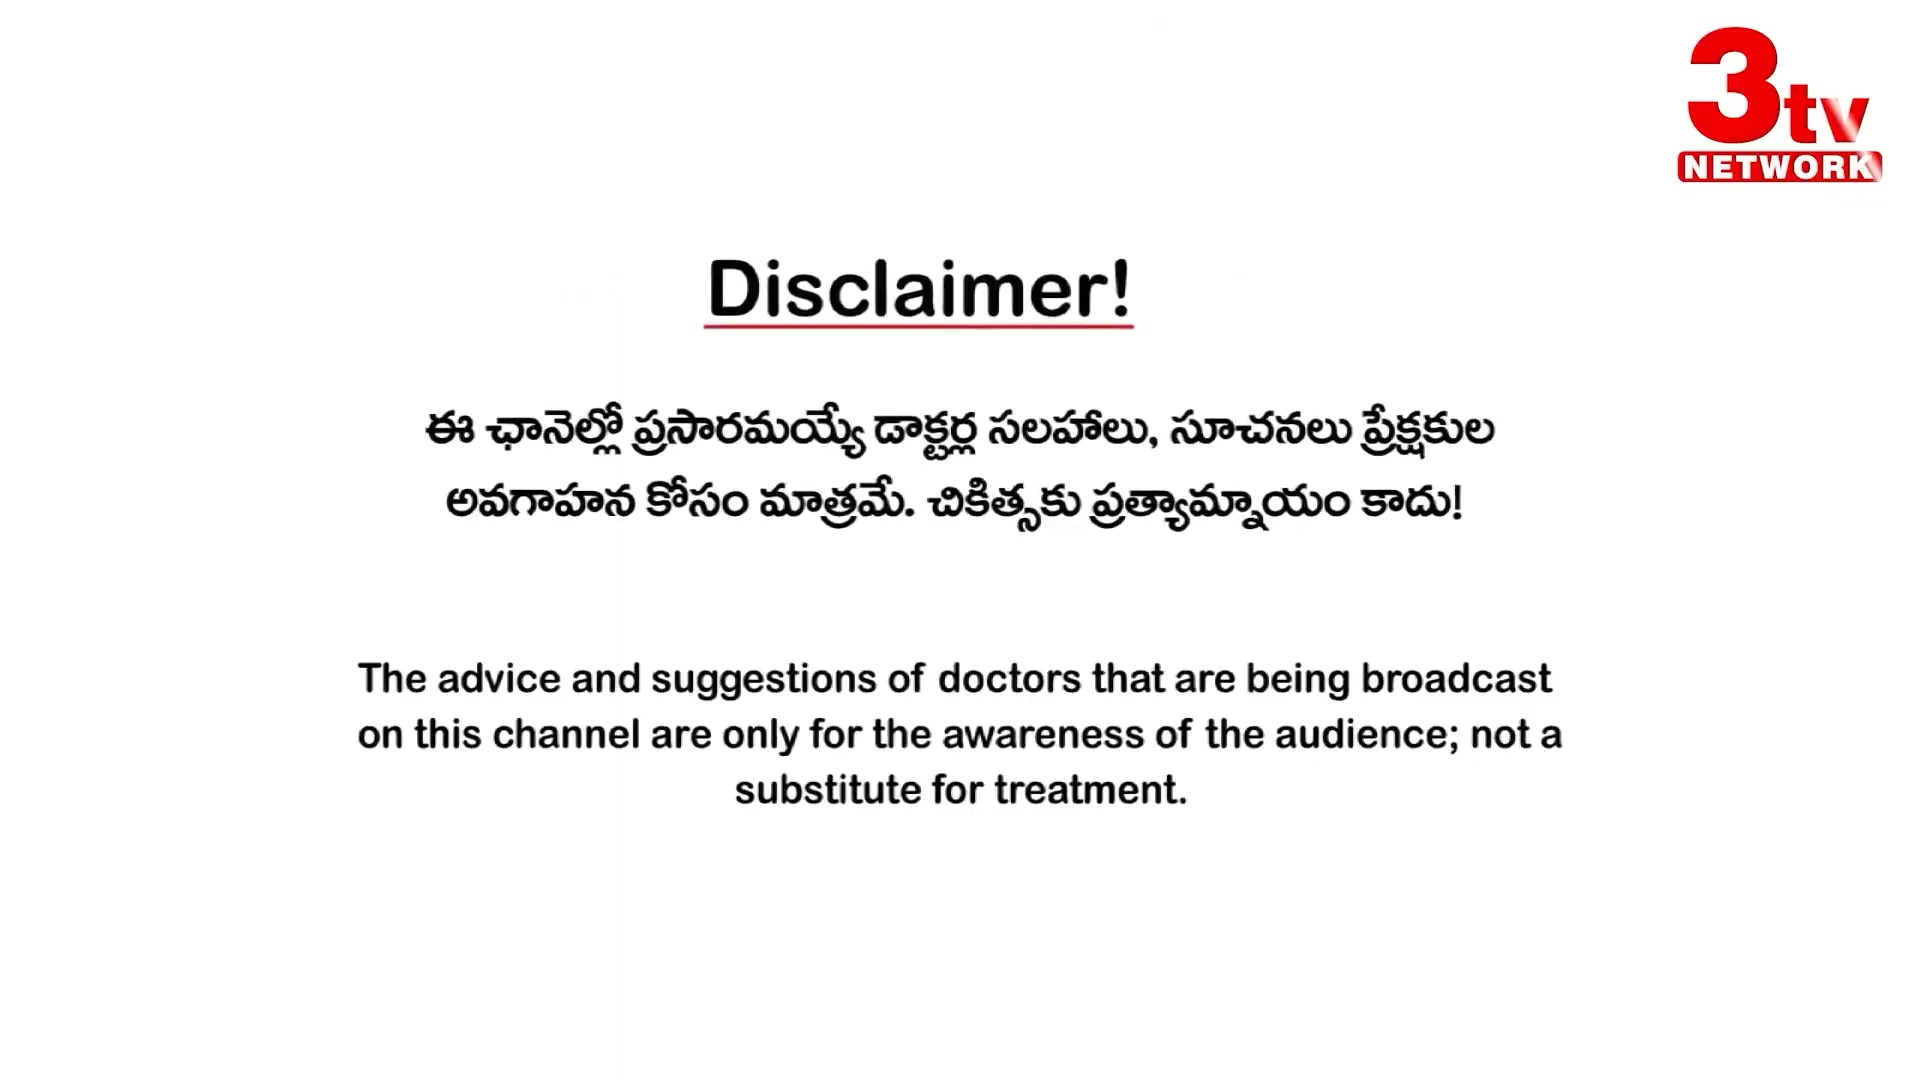 3tv
NETWORK
Disclaimer!
ఈ ఛానెల్లో ప్రసారమయ్యే డాక్టర్ల సలహాలు, సూచనలు ప్రేక్షకుల
అవగాహన కోసం మాత్రమే. చికిత్సకు ప్రత్యామ్నాయం కాదు!
The advice and suggestions of doctors that are being broadcast
on this channel are only for the awareness of the audience; not a
substitute for treatment.